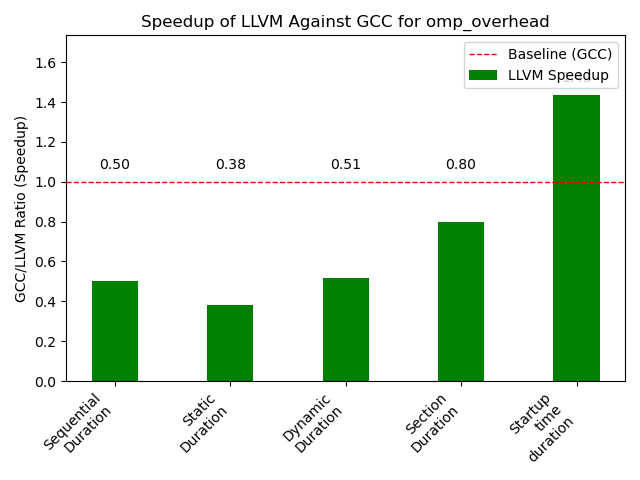 Speedup of LLVM Against GCC for omp_overhead
GCC/LLVM Ratio (Speedup)
1.6
1.4
1.2
1.0
0.8
0.6
0.4
0.2
0.0
Baseline (GCC)
LLVM Speedup
0.50
0.38
0.51
0.80
Sequential
Duration
Static
Duration
Dynamic
Duration
Section
Duration
Startup
time
duration